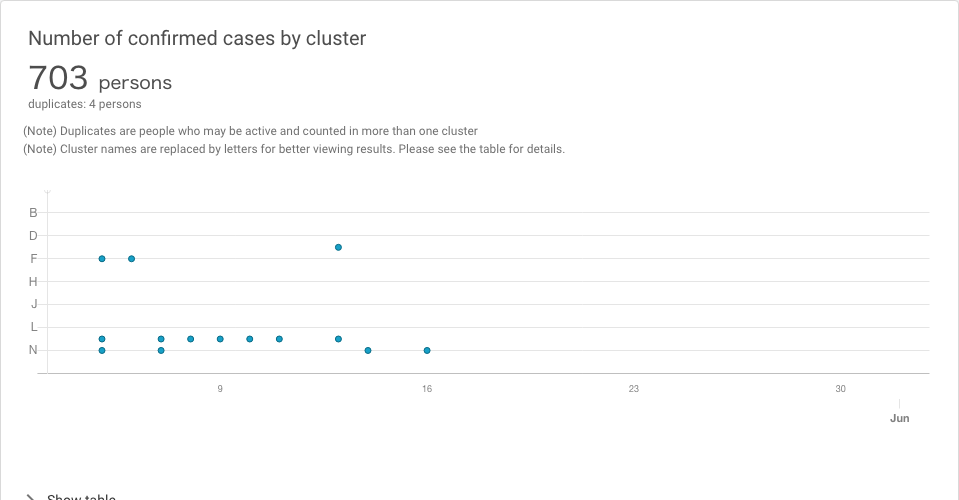 Number of confirmed cases by cluster
703 persons
duplicates: 4 persons
(Note) Duplicates are people who may be active and counted in more than one cluster
(Note) Cluster names are replaced by letters for better viewing results. Please see the table for details.
B
D
F
H
J
L
N
9 16 23 30
Jun
Show table